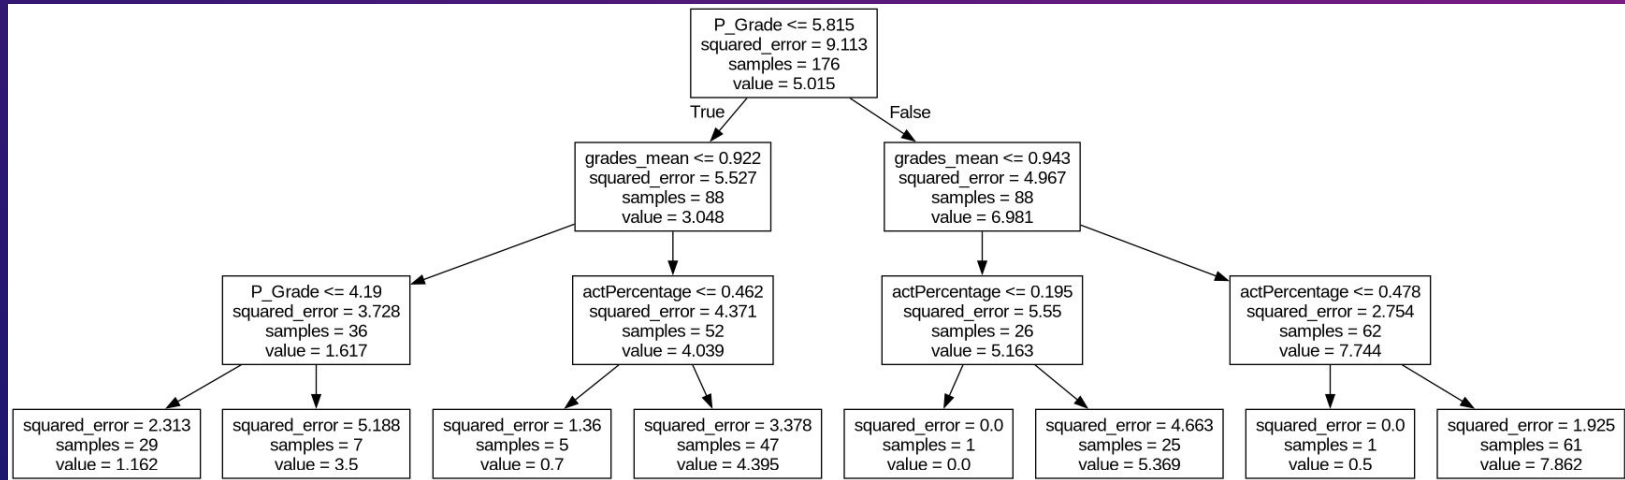 P_Grade <= 5.815
squared_error = 9.113
samples = 176
value = 5.015
True
False
grades_mean <= 0.922
squared_error = 5.527
samples = 88
value = 3.048
grades_mean <= 0.943
squared_error = 4.967
samples = 88
value = 6.981
P_Grade <= 4.19
squared_error = 3.728
samples = 36
value = 1.617
actPercentage <= 0.462
squared_error = 4.371
samples = 52
value = 4.039
actPercentage <= 0.195
squared_error = 5.55
samples = 26
value = 5.163
actPercentage <= 0.478
squared_error = 2.754
samples = 62
value = 7.744
squared_error = 2.313
samples = 29
value = 1.162
squared_error = 5.188
samples = 7
value = 3.5
squared_error = 1.36
samples = 5
value = 0.7
squared_error = 3.378
samples = 47
value = 4.395
squared_error = 0.0
samples = 1
value = 0.0
squared_error = 4.663
samples = 25
value = 5.369
squared_error = 0.0
samples = 1
value = 0.5
squared_error = 1.925
samples = 61
value = 7.862